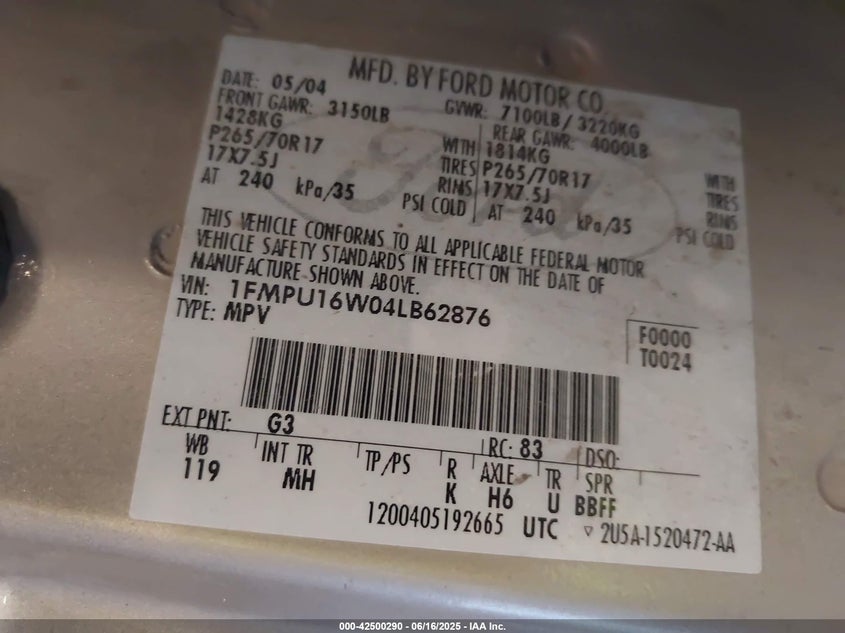 MFD. BY FORD MOTOR CO.
DATE: 05/04 GVWR: 7100LB / 3220KG
FRONT GAWR: 3150LB REAR GAWR: 4000LB
1428KG WITH 1814KG WITH
P265/70R17 TIRES P265/70R17 TIRES
17X7.5J RIMS 17X7.5J RIMS
AT 240 kPa/35 PSI COLD AT 240 kPa/35 PSI COLD
THIS VEHICLE CONFORMS TO ALL APPLICABLE FEDERAL MOTOR
VEHICLE SAFETY STANDARDS IN EFFECT ON THE DATE OF
MANUFACTURE SHOWN ABOVE.
VIN: 1FMPU16W04LB62876
TYPE: MPV
F0000
T0024
EXT PNT: G3 RC: 83 DSO:
WB INT TR TP/PS R AXLE TR SPR
119 MH K H6 U BBFF
1200405192665 UTC ▽ 2U5A-1520472-AA
Ford
000-42500290 - 06/16/2025 - IAA Inc.